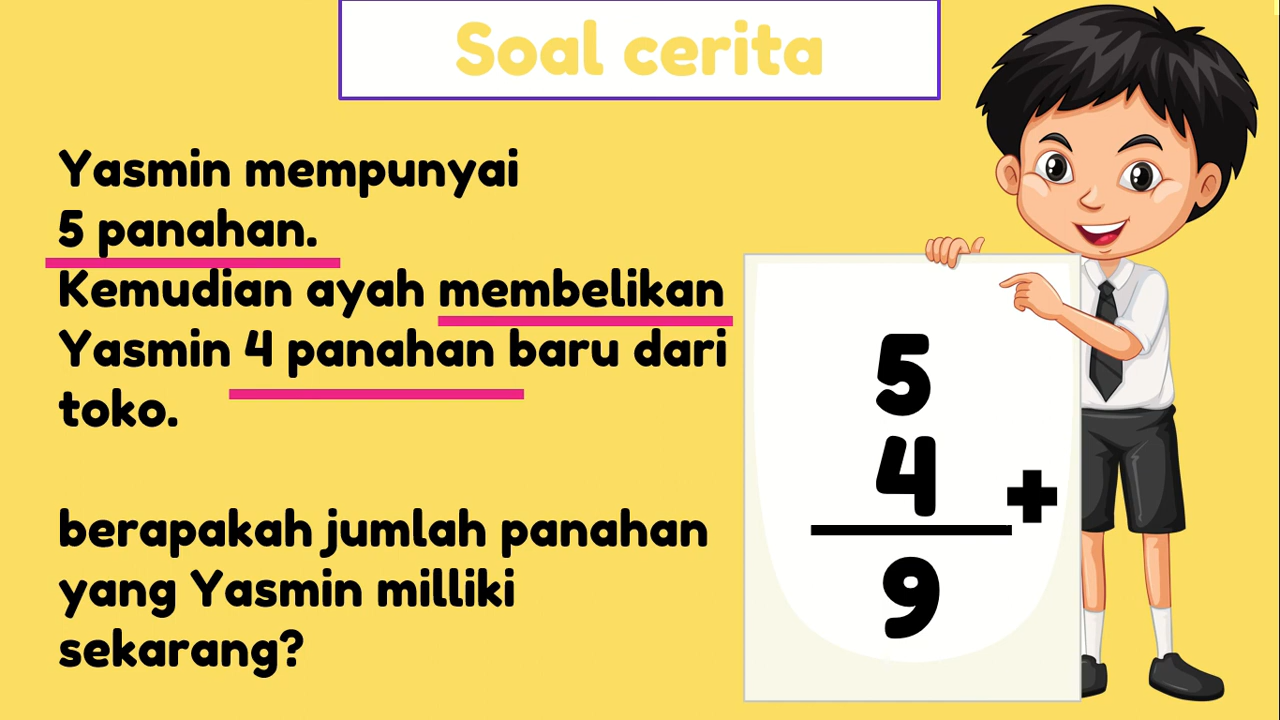 Soal cerita
Yasmin mempunyai
5 panahan.
Kemudian ayah membelikan
Yasmin 4 panahan baru dari
toko.
berapakah jumlah panahan
yang Yasmin milliki
sekarang?
5
4
+
9